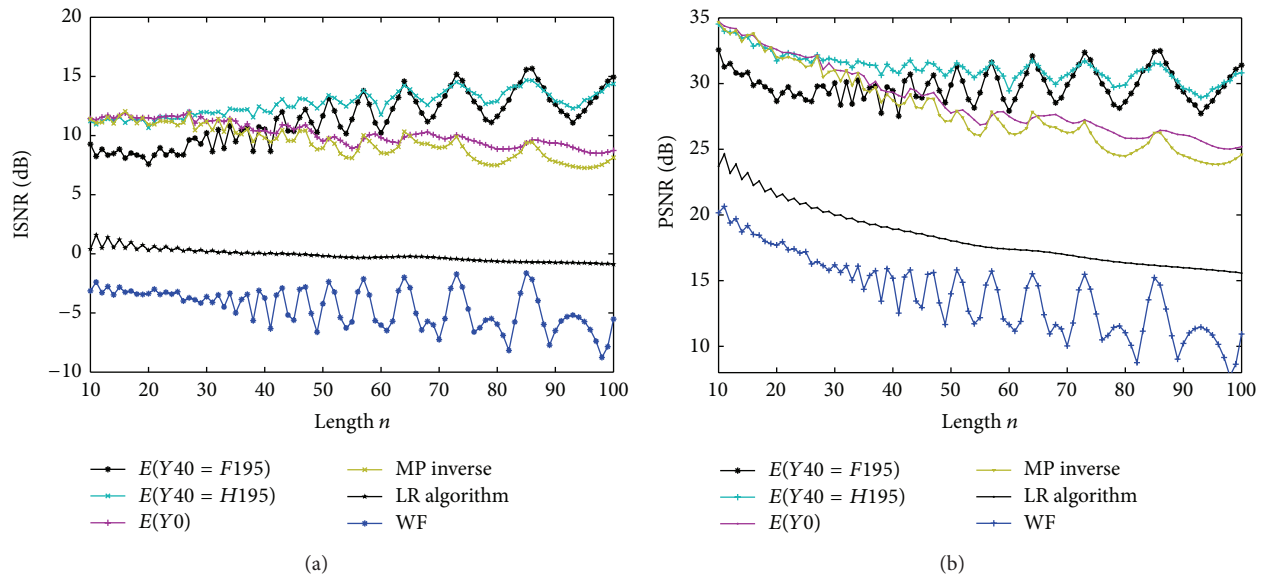 20
15
10
5
0
−5
−10
ISNR (dB)
10 20 30 40 50 60 70 80 90 100
Length n
E(Y40 = F195)
E(Y40 = H195)
E(Y0)
MP inverse
LR algorithm
WF
(a)
35
30
25
20
15
10
PSNR (dB)
10 20 30 40 50 60 70 80 90 100
Length n
E(Y40 = F195)
E(Y40 = H195)
E(Y0)
MP inverse
LR algorithm
WF
(b)